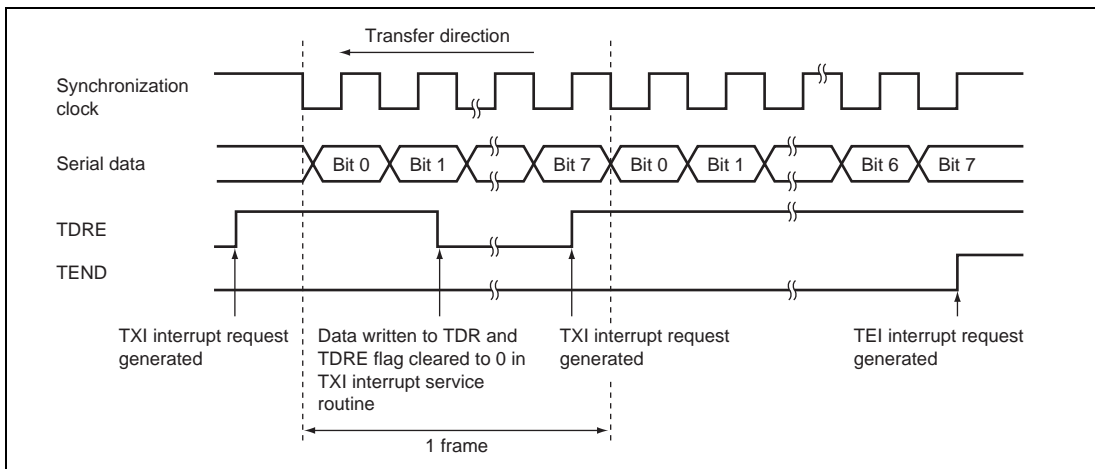 Transfer direction
Synchronization
clock
Serial data
Bit 0
Bit 1
Bit 7
Bit 0
Bit 1
Bit 6
Bit 7
TDRE
TEND
TXI interrupt request
generated
Data written to TDR and
TDRE flag cleared to 0 in
TXI interrupt service
routine
TXI interrupt request
generated
TEI interrupt request
generated
1 frame